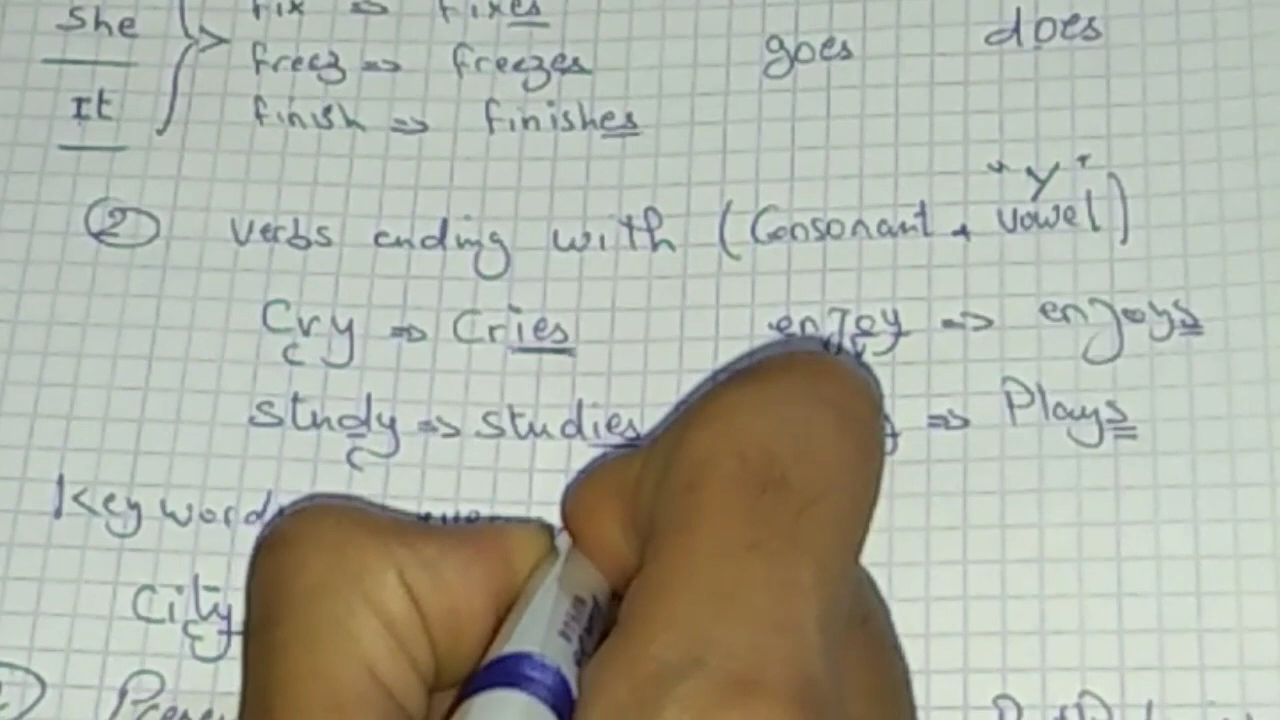 She fix => fixes goes does
freez => freezes
It finish => finishes
"y"
② verbs ending with (Consonant + vowel)
Cry => Cries enjoy => enjoys
study => studies => Plays
Key word
City